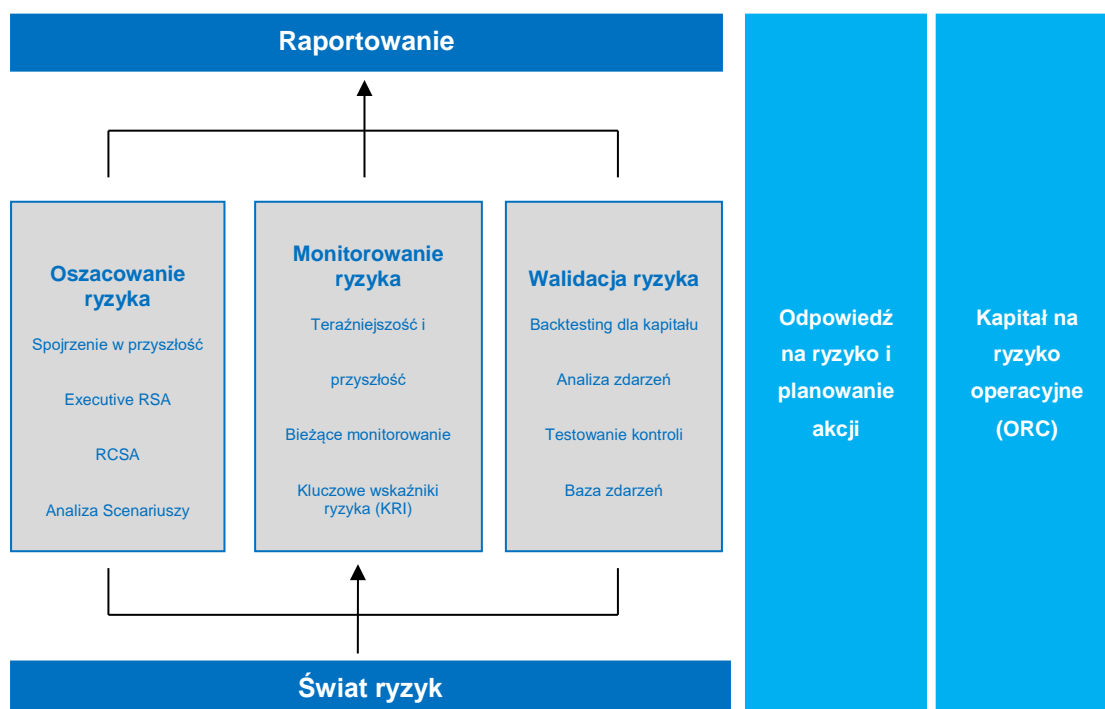 Raportowanie
Oszacowanie
ryzyka
Spojrzenie w przyszłość
Executive RSA
RCSA
Analiza Scenariuszy
Monitorowanie
ryzyka
Teraźniejszość i
przyszłość
Bieżące monitorowanie
Kluczowe wskaźniki
ryzyka (KRI)
Walidacja ryzyka
Backtesting dla kapitału
Analiza zdarzeń
Testowanie kontroli
Baza zdarzeń
Świat ryzyk
Odpowiedź
na ryzyko i
planowanie
akcji
Kapitał na
ryzyko
operacyjne
(ORC)